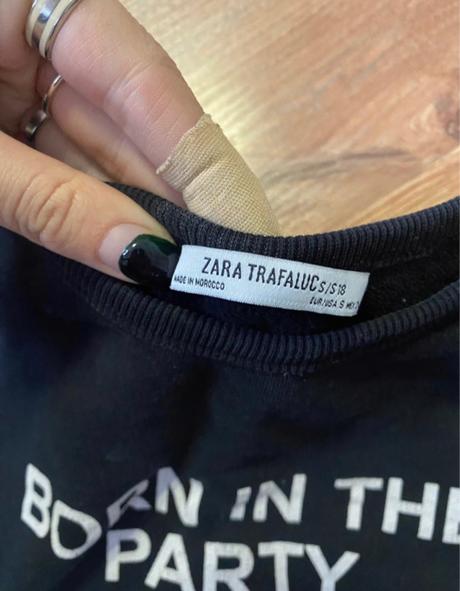 ZARA TRAFALUC S/S18
MADE IN MOROCCO
EUR/USA S MEX
BORN IN THE
PARTY